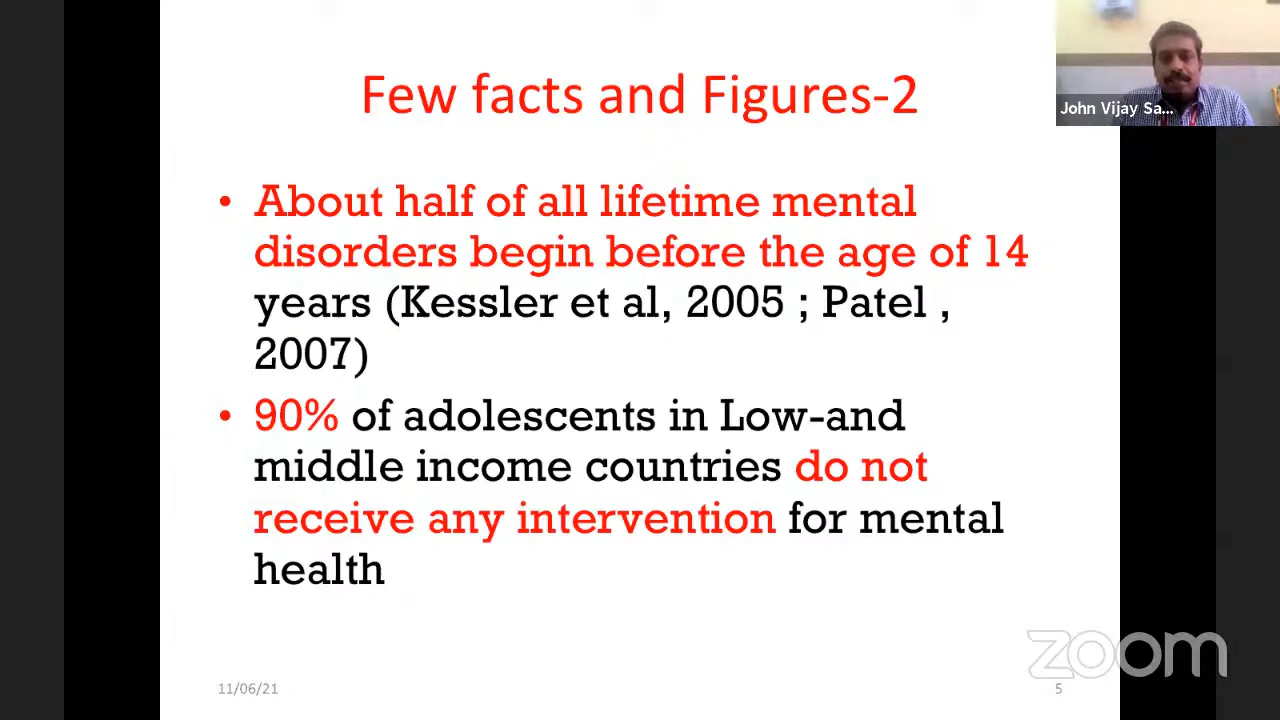 Few facts and Figures-2
John Vijay Sa...
• About half of all lifetime mental
disorders begin before the age of 14
years (Kessler et al, 2005 ; Patel ,
2007)
• 90% of adolescents in Low-and
middle income countries do not
receive any intervention for mental
health
zoom
11/06/21
5